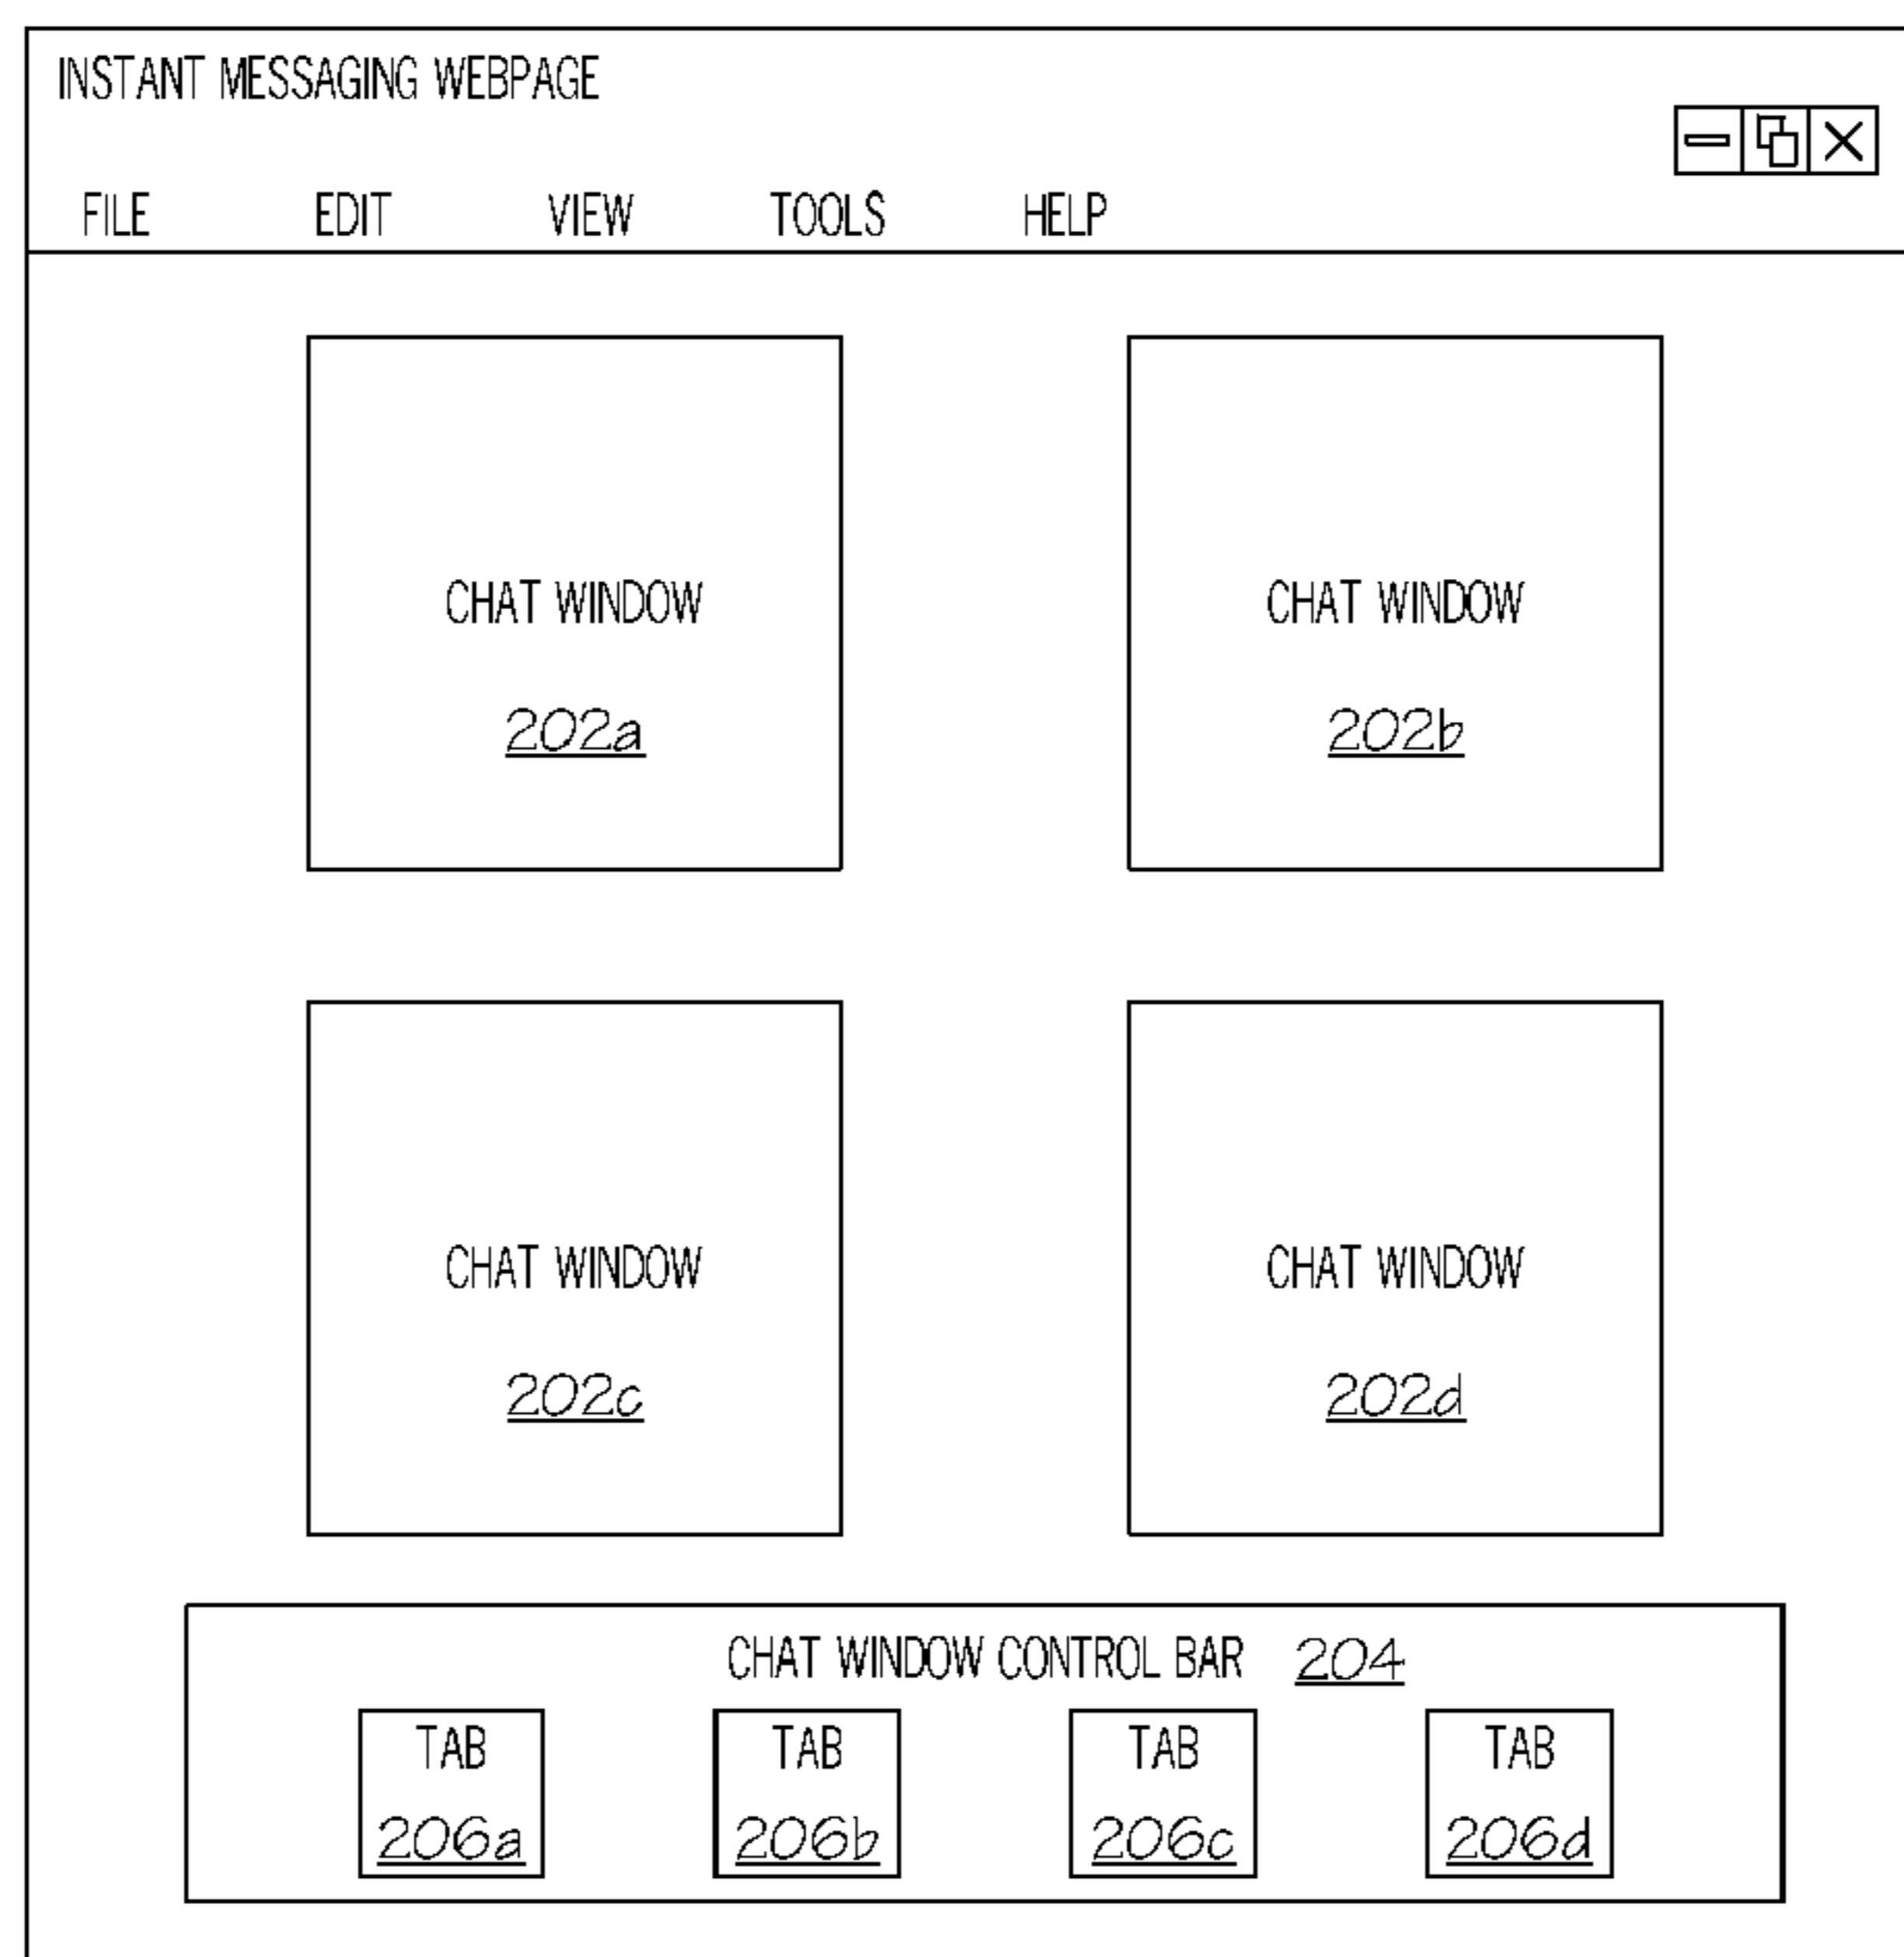 INSTANT MESSAGING WEBPAGE
FILE EDIT VIEW TOOLS HELP
CHAT WINDOW CHAT WINDOW
202a 202b
CHAT WINDOW CHAT WINDOW
202c 202d
CHAT WINDOW CONTROL BAR 204
TAB TAB TAB TAB
206a 206b 206c 206d